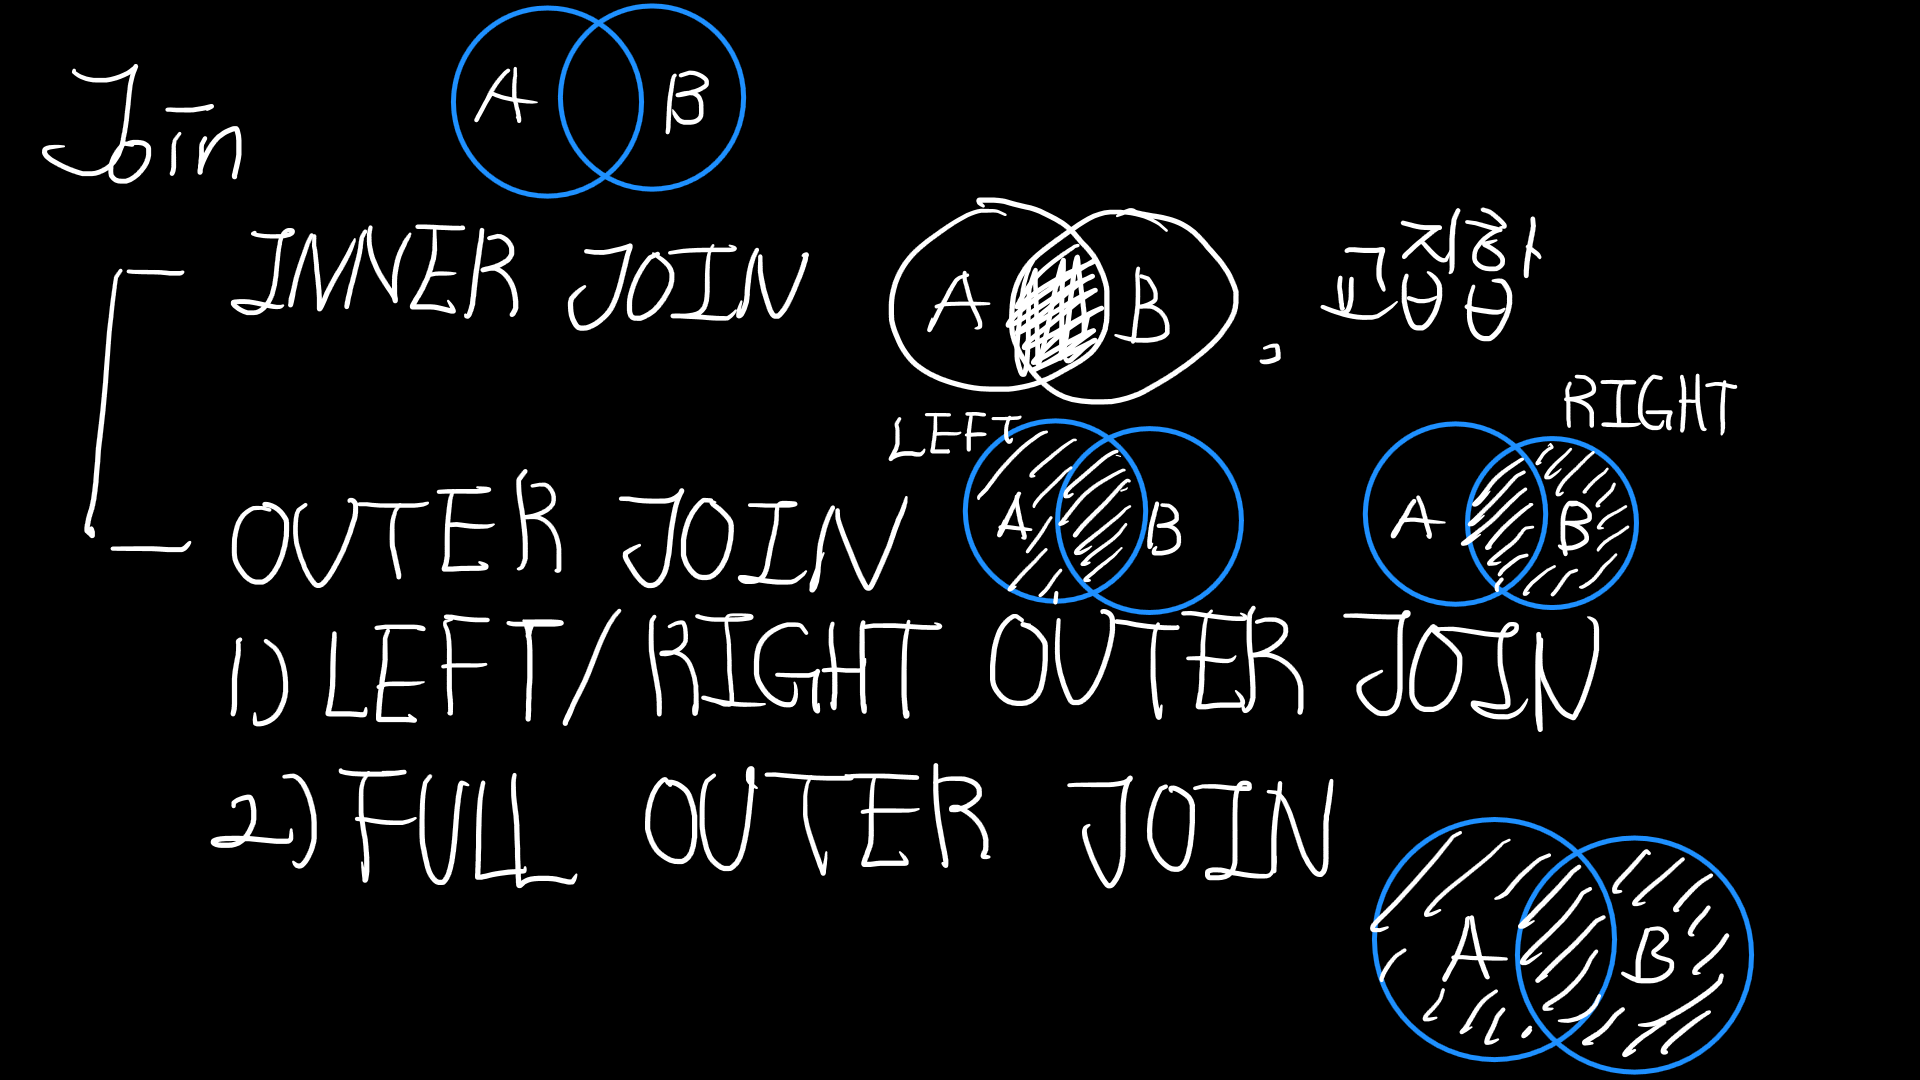 Join
A B
INNER JOIN A B , 교집합
LEFT RIGHT
OUTER JOIN A B A B
1) LEFT/RIGHT OUTER JOIN
2) FULL OUTER JOIN
A B